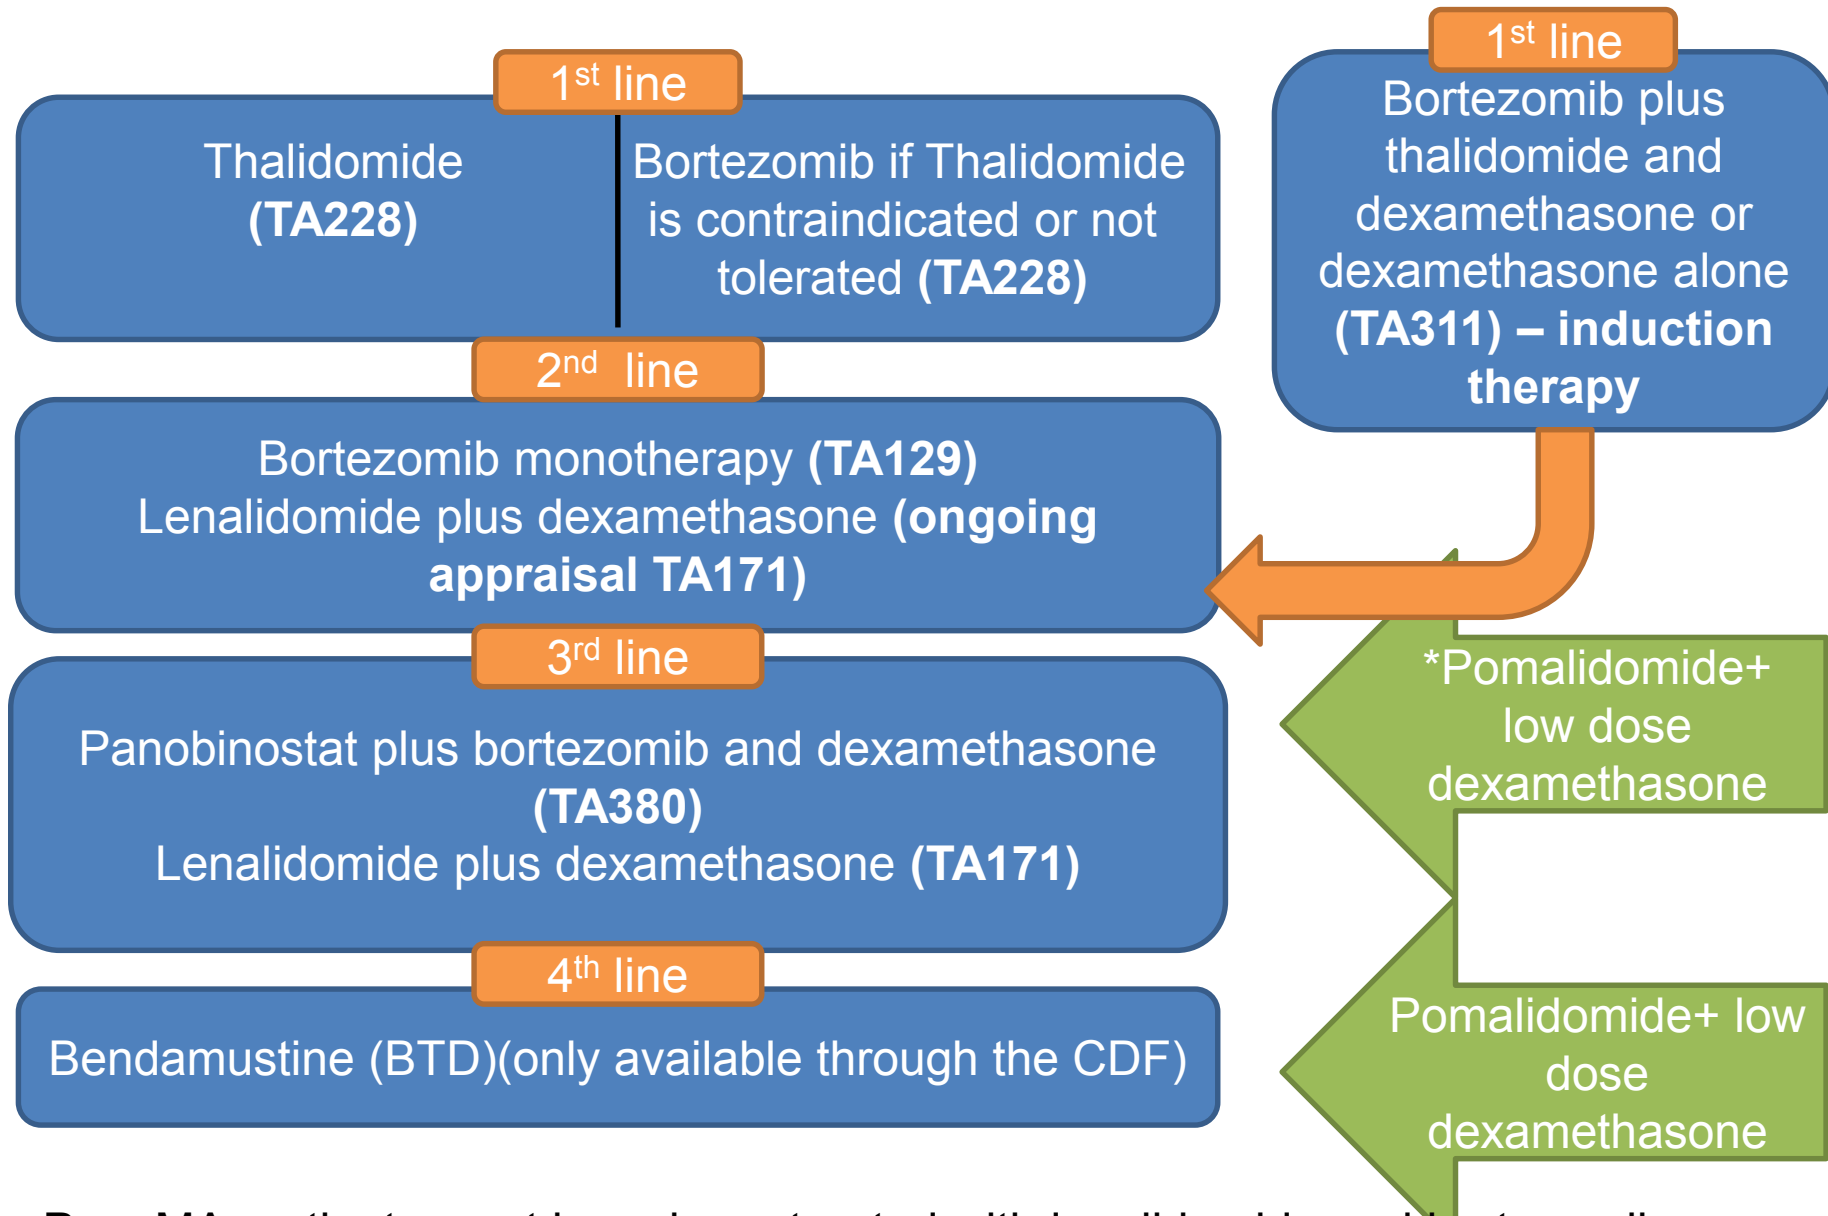 1st line
Thalidomide
(TA228)
Bortezomib if Thalidomide
is contraindicated or not
tolerated (TA228)
1st line
Bortezomib plus
thalidomide and
dexamethasone or
dexamethasone alone
(TA311) – induction
therapy
2nd line
Bortezomib monotherapy (TA129)
Lenalidomide plus dexamethasone (ongoing
appraisal TA171)
3rd line
Panobinostat plus bortezomib and dexamethasone
(TA380)
Lenalidomide plus dexamethasone (TA171)
*Pomalidomide+
low dose
dexamethasone
4th line
Bendamustine (BTD)(only available through the CDF)
Pomalidomide+ low
dose
dexamethasone